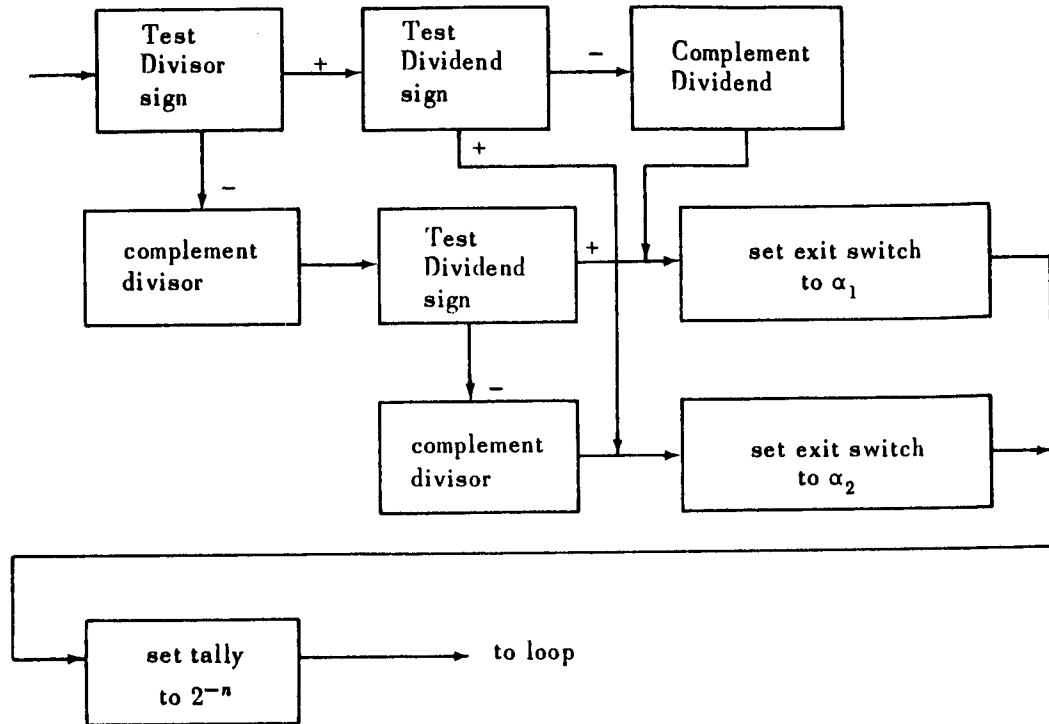 Test
Divisor
sign
+
Test
Dividend
sign
−
Complement
Dividend
−
+
complement
divisor
Test
Dividend
sign
+
set exit switch
to α₁
−
complement
divisor
set exit switch
to α₂
set tally
to 2⁻ⁿ
to loop